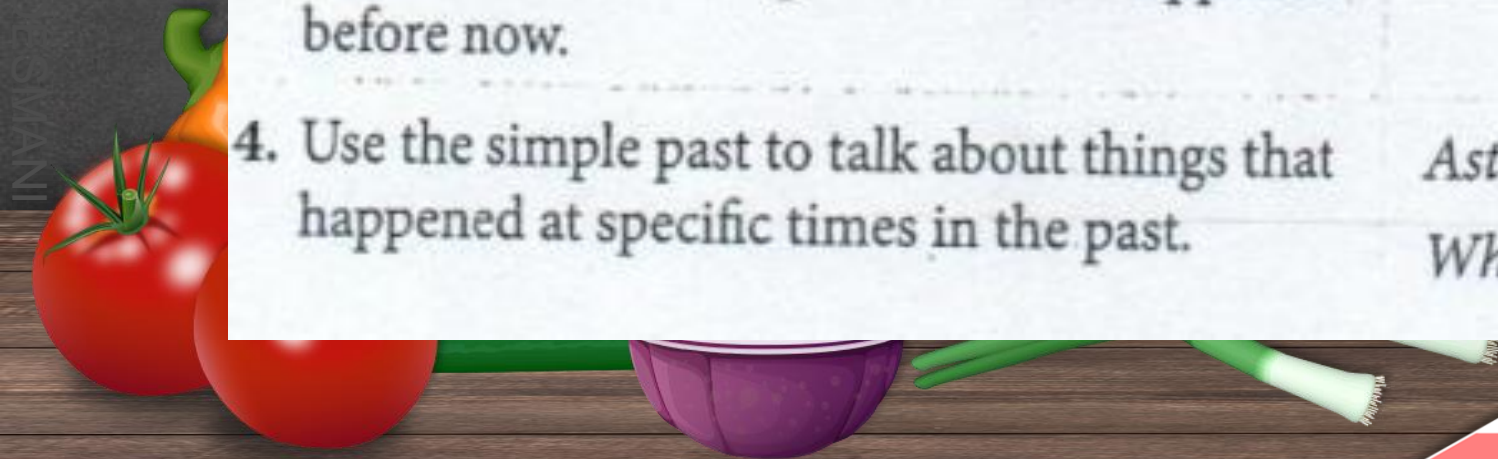 before now.
4. Use the simple past to talk about things that
happened at specific times in the past.